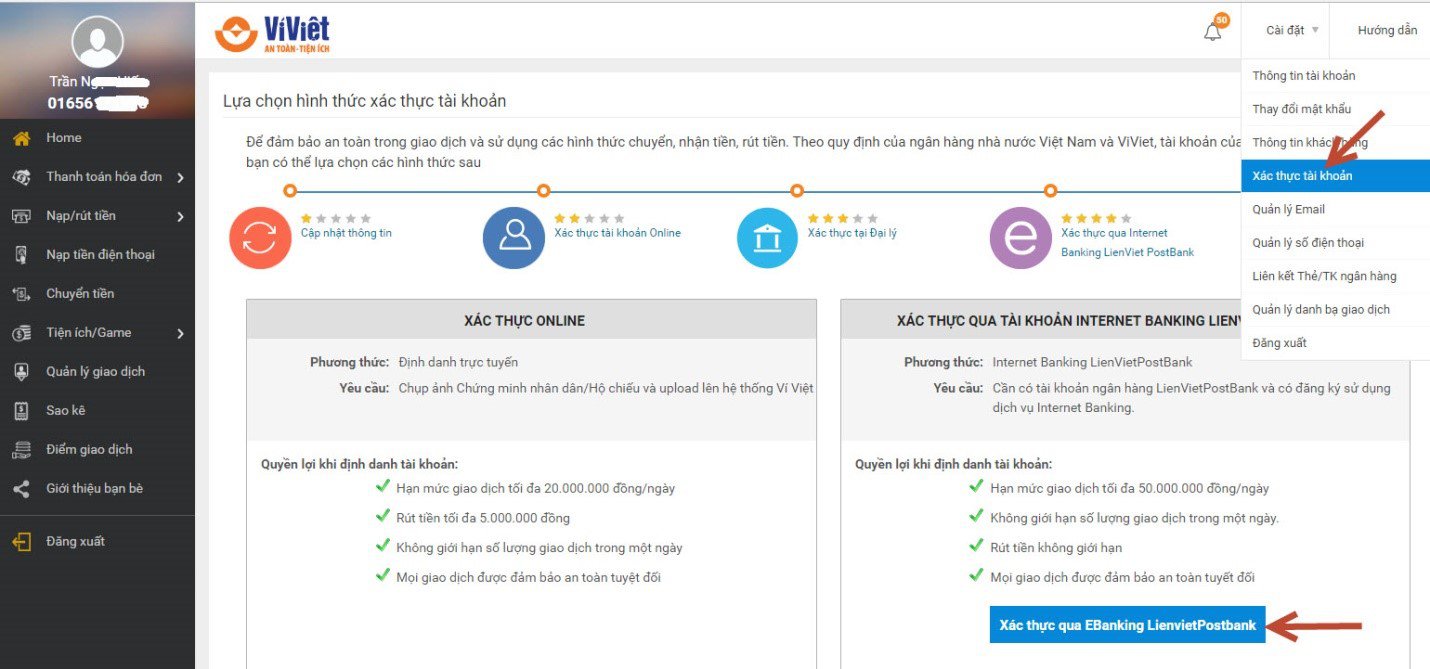 Trần
01656
Home
Thanh toán hóa đơn
Nạp/rút tiền
Nạp tiền điện thoại
Chuyển tiền
Tiện ích/Game
Quản lý giao dịch
Sao kê
Điểm giao dịch
Giới thiệu bạn bè
Đăng xuất
ViViệt
AN TOÀN-TIỆN ÍCH
50
Cài đặt
Hướng dẫn
Thông tin tài khoản
Thay đổi mật khẩu
Thông tin khách hàng
Xác thực tài khoản
Quản lý Email
Quản lý số điện thoại
Liên kết Thẻ/TK ngân hàng
Quản lý danh bạ giao dịch
Đăng xuất
Lựa chọn hình thức xác thực tài khoản
Để đảm bảo an toàn trong giao dịch và sử dụng các hình thức chuyển, nhận tiền, rút tiền. Theo quy định của ngân hàng nhà nước Việt Nam và ViViet, tài khoản của
bạn có thể lựa chọn các hình thức sau
Cập nhật thông tin
Xác thực tài khoản Online
Xác thực tại Đại lý
Xác thực qua Internet
Banking LienViet PostBank
XÁC THỰC ONLINE
Phương thức: Định danh trực tuyến
Yêu cầu: Chụp ảnh Chứng minh nhân dân/Hộ chiếu và upload lên hệ thống Ví Việt
Quyền lợi khi định danh tài khoản:
Hạn mức giao dịch tối đa 20.000.000 đồng/ngày
Rút tiền tối đa 5.000.000 đồng
Không giới hạn số lượng giao dịch trong một ngày
Mọi giao dịch được đảm bảo an toàn tuyệt đối
XÁC THỰC QUA TÀI KHOẢN INTERNET BANKING LIENV
Phương thức: Internet Banking LienVietPostBank
Yêu cầu: Cần có tài khoản ngân hàng LienVietPostBank và có đăng ký sử dụng
dịch vụ Internet Banking.
Quyền lợi khi định danh tài khoản:
Hạn mức giao dịch tối đa 50.000.000 đồng/ngày
Không giới hạn số lượng giao dịch trong một ngày.
Rút tiền không giới hạn
Mọi giao dịch được đảm bảo an toàn tuyết đối
Xác thực qua EBanking LienvietPostbank